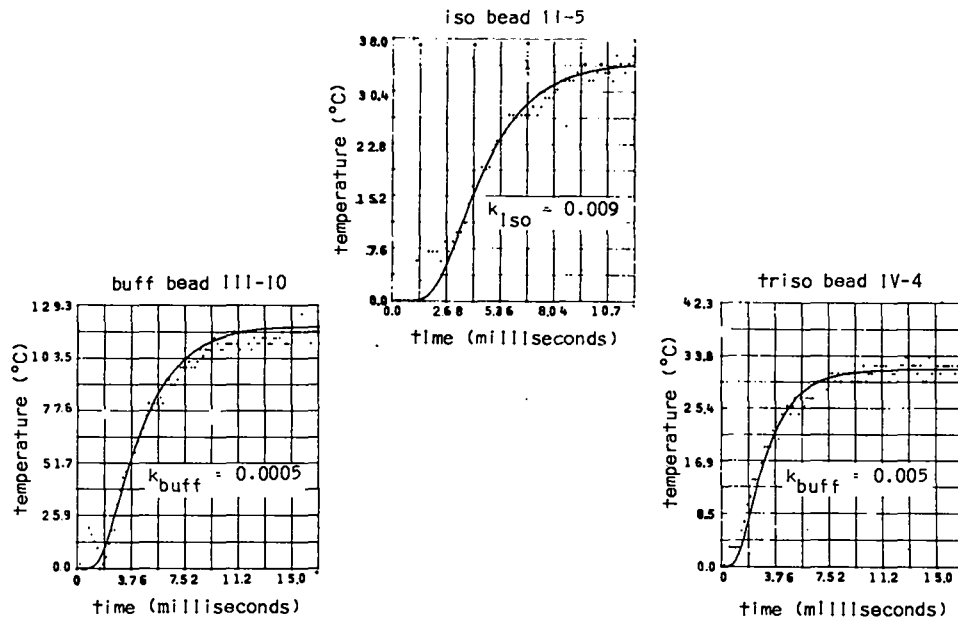 iso bead II-5
38.0
30.4
22.8
15.2
7.6
0.0
temperature (°C)
k_iso = 0.009
0.0 2.68 5.36 8.04 10.7
time (milliseconds)
buff bead III-10
129.3
103.5
77.6
51.7
25.9
0.0
temperature (°C)
k_buff = 0.0005
0 3.76 7.52 11.2 15.0
time (milliseconds)
triso bead IV-4
42.3
33.8
25.4
16.9
8.5
0.0
temperature (°C)
k_buff = 0.005
0 3.76 7.52 11.2 15.0
time (milliseconds)